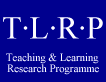 T·L·R·P
Teaching & Learning
Research Programme